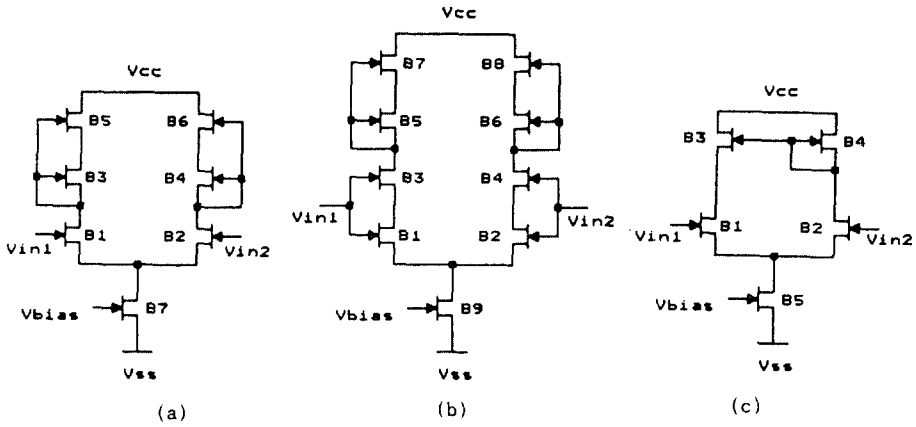 Vcc
B5
B6
B3
B4
Vin1
B1
B2
Vin2
Vbias
B7
Vss
(a)
Vcc
B7
B8
B5
B6
B3
B4
Vin1
Vin2
B1
B2
Vbias
B9
Vss
(b)
Vcc
B3
B4
Vin1
B1
B2
Vin2
Vbias
B5
Vss
(c)